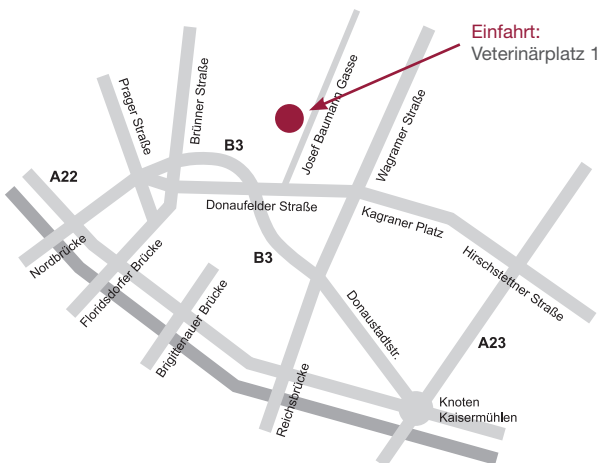 Einfahrt:
Veterinärplatz 1
Prager Straße
Brünner Straße
B3
Josef Baumann Gasse
Wagramer Straße
A22
Donaufelder Straße
Kagraner Platz
Nordbrücke
Floridsdorfer Brücke
B3
Hirschstettner Straße
Brigittenauer Brücke
Donaustadtstr.
A23
Reichsbrücke
Knoten
Kaisermühlen